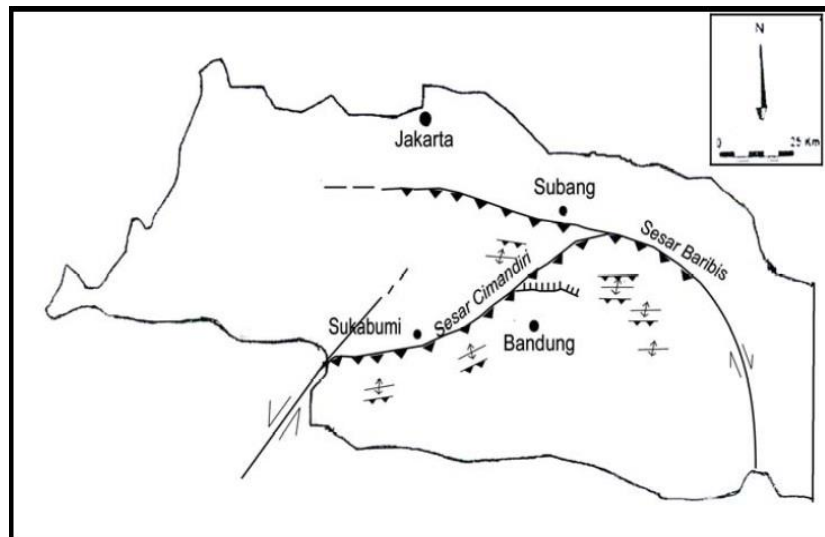 N
0 25 Km
Jakarta
Subang
Sesar Baribis
Sesar Cimandiri
Sukabumi
Bandung